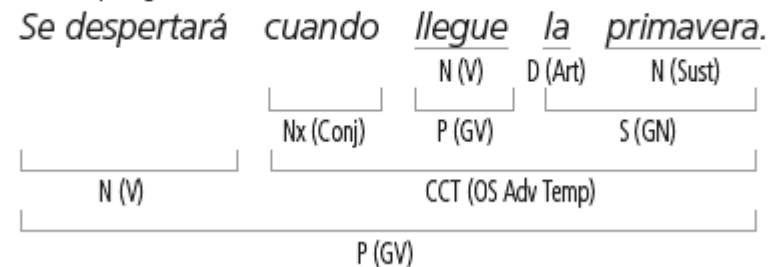 Se despertará cuando llegue la primavera.
N (V) D (Art) N (Sust)
Nx (Conj) P (GV) S (GN)
N (V) CCT (OS Adv Temp)
P (GV)